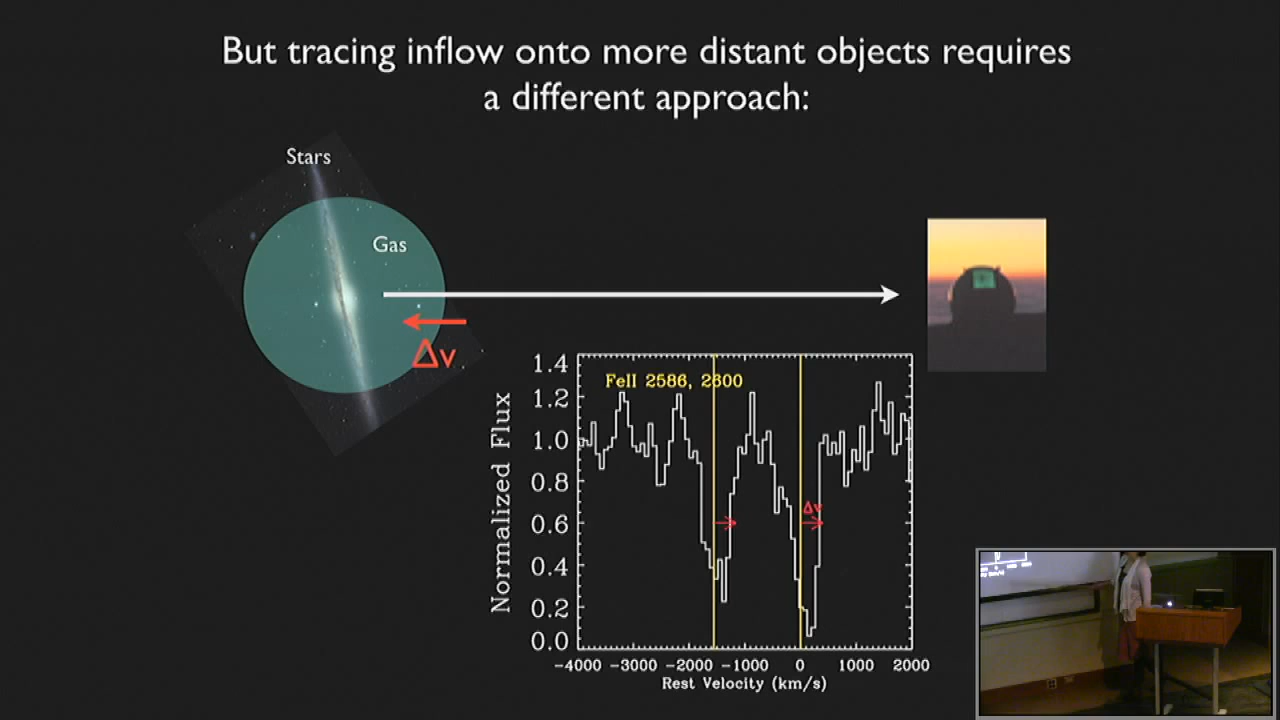 But tracing inflow onto more distant objects requires
a different approach:
Stars
Gas
Δv
FeII 2586, 2600
Δv
Normalized Flux
1.4
1.2
1.0
0.8
0.6
0.4
0.2
0.0
-4000 -3000 -2000 -1000 0 1000 2000
Rest Velocity (km/s)